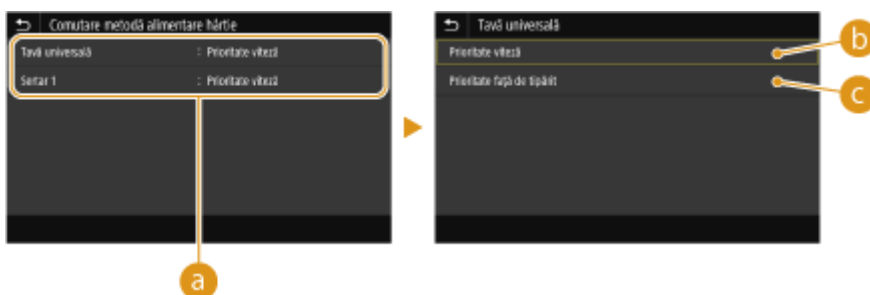 Comutare metodă alimentare hârtie
Tavă universală : Prioritate viteză
Sertar 1 : Prioritate viteză
a
Tavă universală
Prioritate viteză
b
Prioritate față de tipărit
c